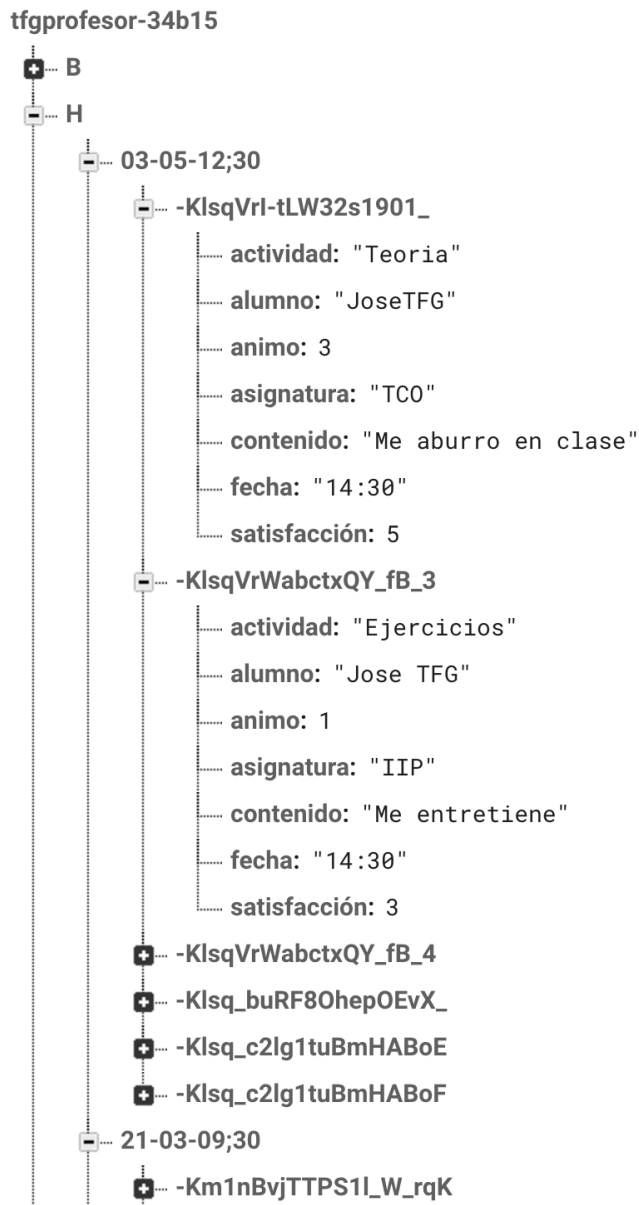 tfgprofesor-34b15
B
H
03-05-12;30
-KlsqVrI-tLW32s1901_
actividad: "Teoria"
alumno: "JoseTFG"
animo: 3
asignatura: "TCO"
contenido: "Me aburro en clase"
fecha: "14:30"
satisfacción: 5
-KlsqVrWabctxQY_fB_3
actividad: "Ejercicios"
alumno: "Jose TFG"
animo: 1
asignatura: "IIP"
contenido: "Me entretiene"
fecha: "14:30"
satisfacción: 3
-KlsqVrWabctxQY_fB_4
-Klsq_buRF8OhepOEvX_
-Klsq_c2lg1tuBmHABoE
-Klsq_c2lg1tuBmHABoF
21-03-09;30
-Km1nBvjTTPS1l_W_rqK